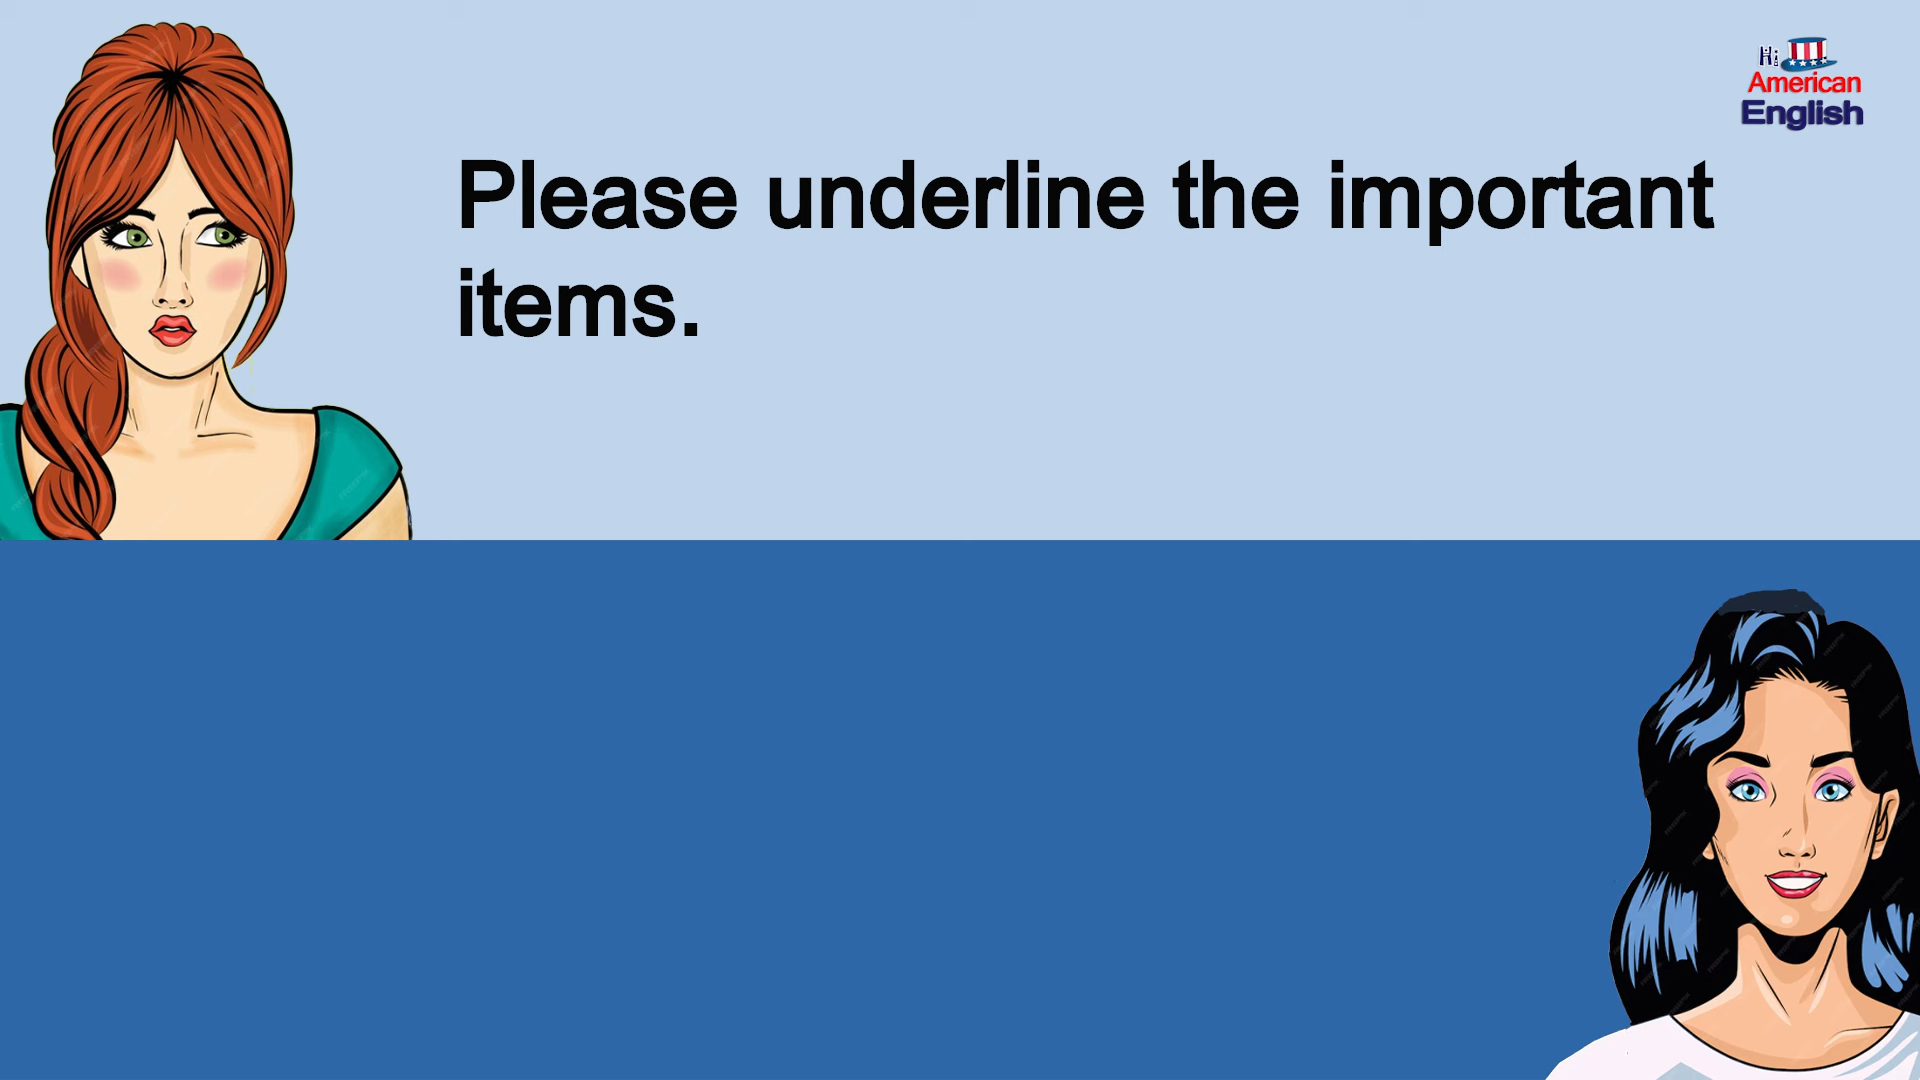 Hi
American
English
Please underline the important
items.